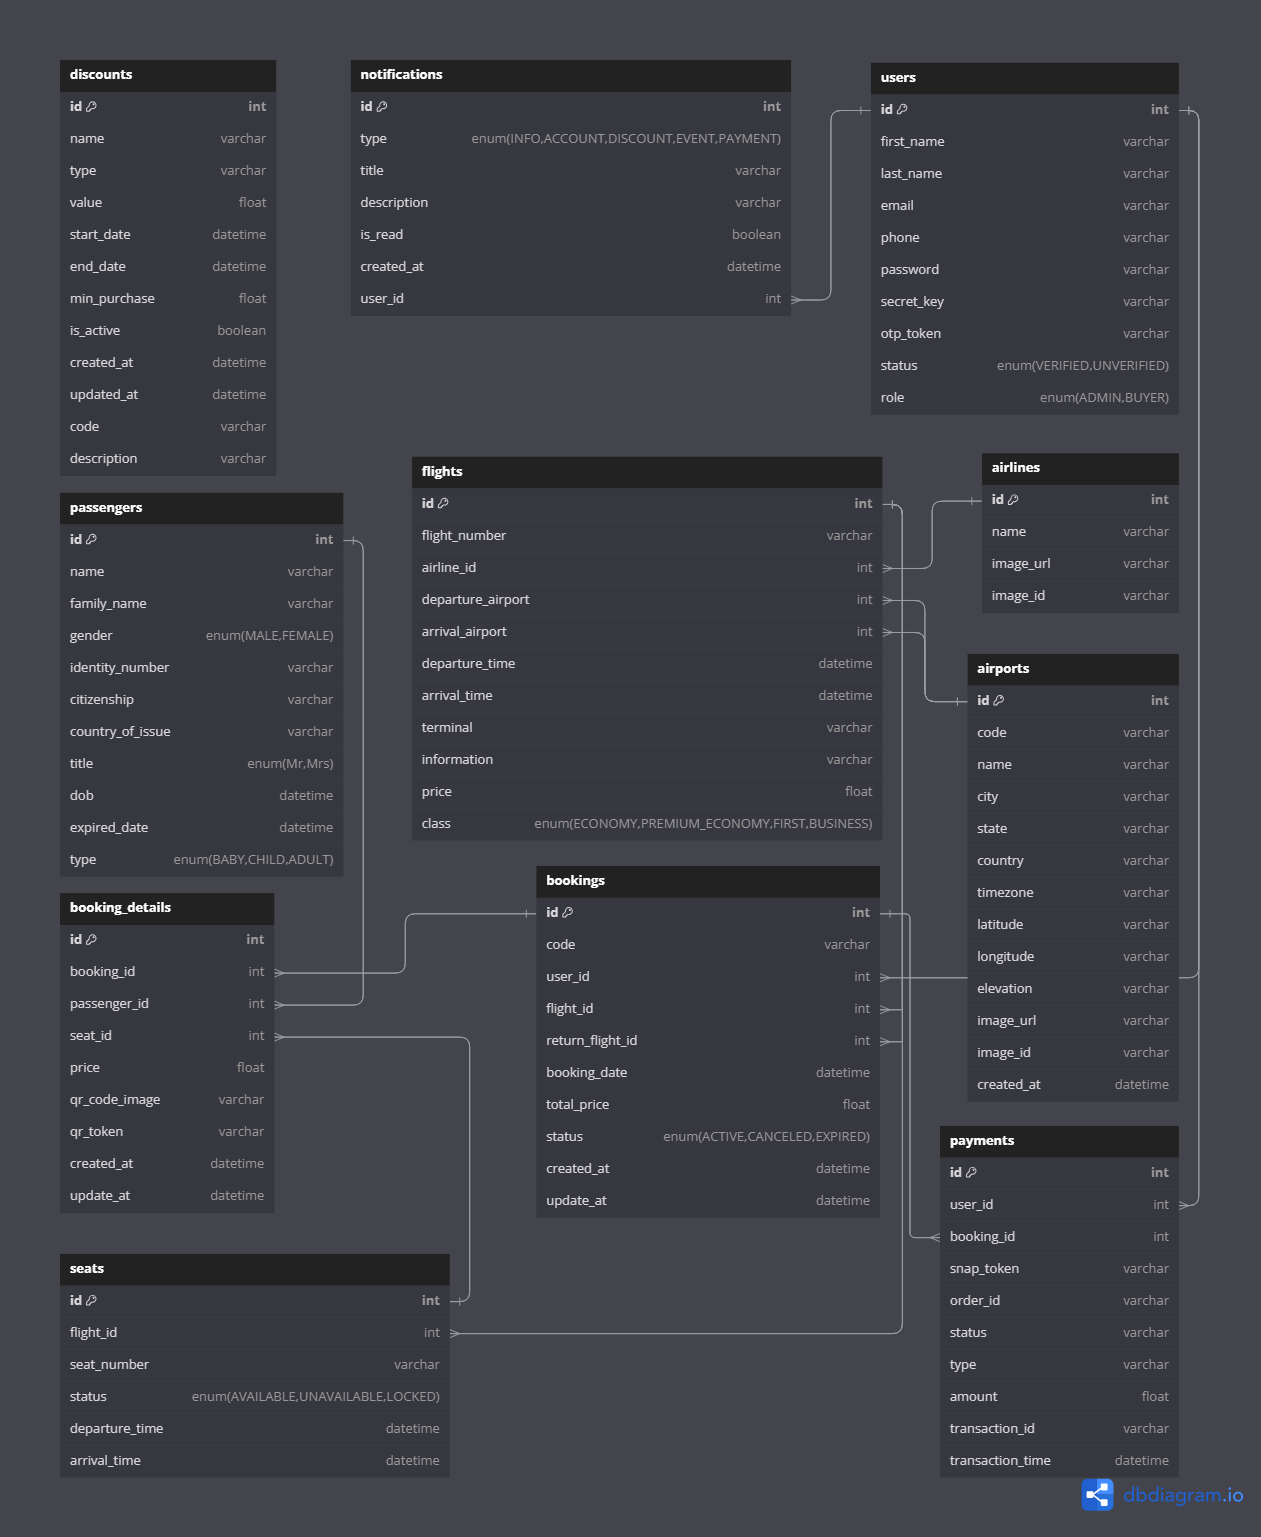 discounts
id int
name varchar
type varchar
value float
start_date datetime
end_date datetime
min_purchase float
is_active boolean
created_at datetime
updated_at datetime
code varchar
description varchar
notifications
id int
type enum(INFO,ACCOUNT,DISCOUNT,EVENT,PAYMENT)
title varchar
description varchar
is_read boolean
created_at datetime
user_id int
users
id int
first_name varchar
last_name varchar
email varchar
phone varchar
password varchar
secret_key varchar
otp_token varchar
status enum(VERIFIED,UNVERIFIED)
role enum(ADMIN,BUYER)
passengers
id int
name varchar
family_name varchar
gender enum(MALE,FEMALE)
identity_number varchar
citizenship varchar
country_of_issue varchar
title enum(Mr,Mrs)
dob datetime
expired_date datetime
type enum(BABY,CHILD,ADULT)
flights
id int
flight_number varchar
airline_id int
departure_airport int
arrival_airport int
departure_time datetime
arrival_time datetime
terminal varchar
information varchar
price float
class enum(ECONOMY,PREMIUM_ECONOMY,FIRST,BUSINESS)
airlines
id int
name varchar
image_url varchar
image_id varchar
airports
id int
code varchar
name varchar
city varchar
state varchar
country varchar
timezone varchar
latitude varchar
longitude varchar
elevation varchar
image_url varchar
image_id varchar
created_at datetime
booking_details
id int
booking_id int
passenger_id int
seat_id int
price float
qr_code_image varchar
qr_token varchar
created_at datetime
update_at datetime
bookings
id int
code varchar
user_id int
flight_id int
return_flight_id int
booking_date datetime
total_price float
status enum(ACTIVE,CANCELED,EXPIRED)
created_at datetime
update_at datetime
payments
id int
user_id int
booking_id int
snap_token varchar
order_id varchar
status varchar
type varchar
amount float
transaction_id varchar
transaction_time datetime
seats
id int
flight_id int
seat_number varchar
status enum(AVAILABLE,UNAVAILABLE,LOCKED)
departure_time datetime
arrival_time datetime
dbdiagram.io